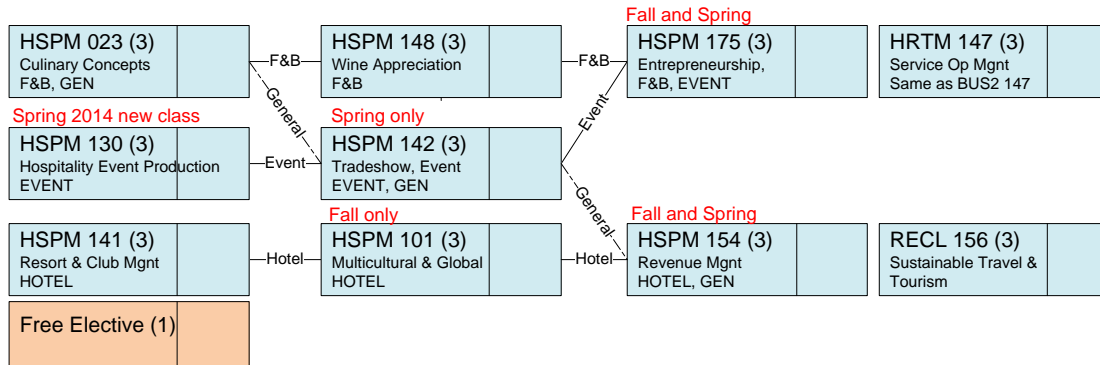 Fall and Spring
HSPM 023 (3)
Culinary Concepts
F&B, GEN
F&B
HSPM 148 (3)
Wine Appreciation
F&B
F&B
HSPM 175 (3)
Entrepreneurship,
F&B, EVENT
HRTM 147 (3)
Service Op Mgnt
Same as BUS2 147
General
Event
Spring 2014 new class
Spring only
HSPM 130 (3)
Hospitality Event Production
EVENT
Event
HSPM 142 (3)
Tradeshow, Event
EVENT, GEN
General
Fall only
Fall and Spring
HSPM 141 (3)
Resort & Club Mgnt
HOTEL
Hotel
HSPM 101 (3)
Multicultural & Global
HOTEL
Hotel
HSPM 154 (3)
Revenue Mgnt
HOTEL, GEN
RECL 156 (3)
Sustainable Travel &
Tourism
Free Elective (1)